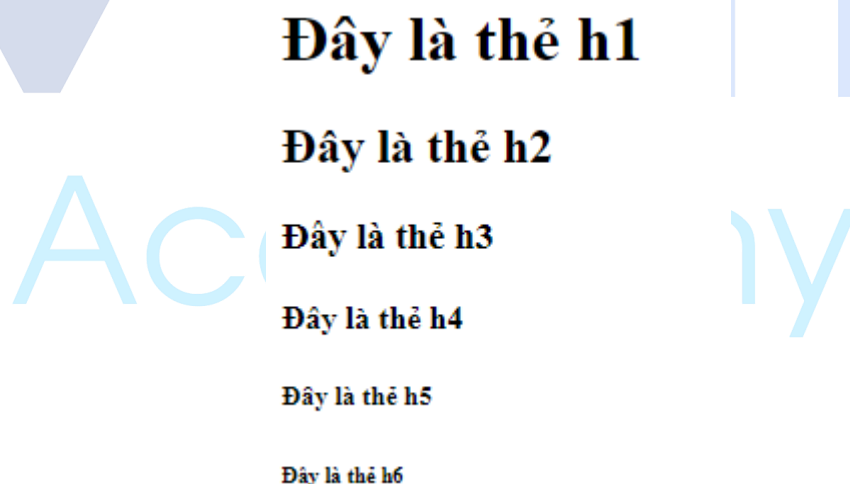 Đây là thẻ h1
Đây là thẻ h2
Đây là thẻ h3
Đây là thẻ h4
Đây là thẻ h5
Đây là thẻ h6